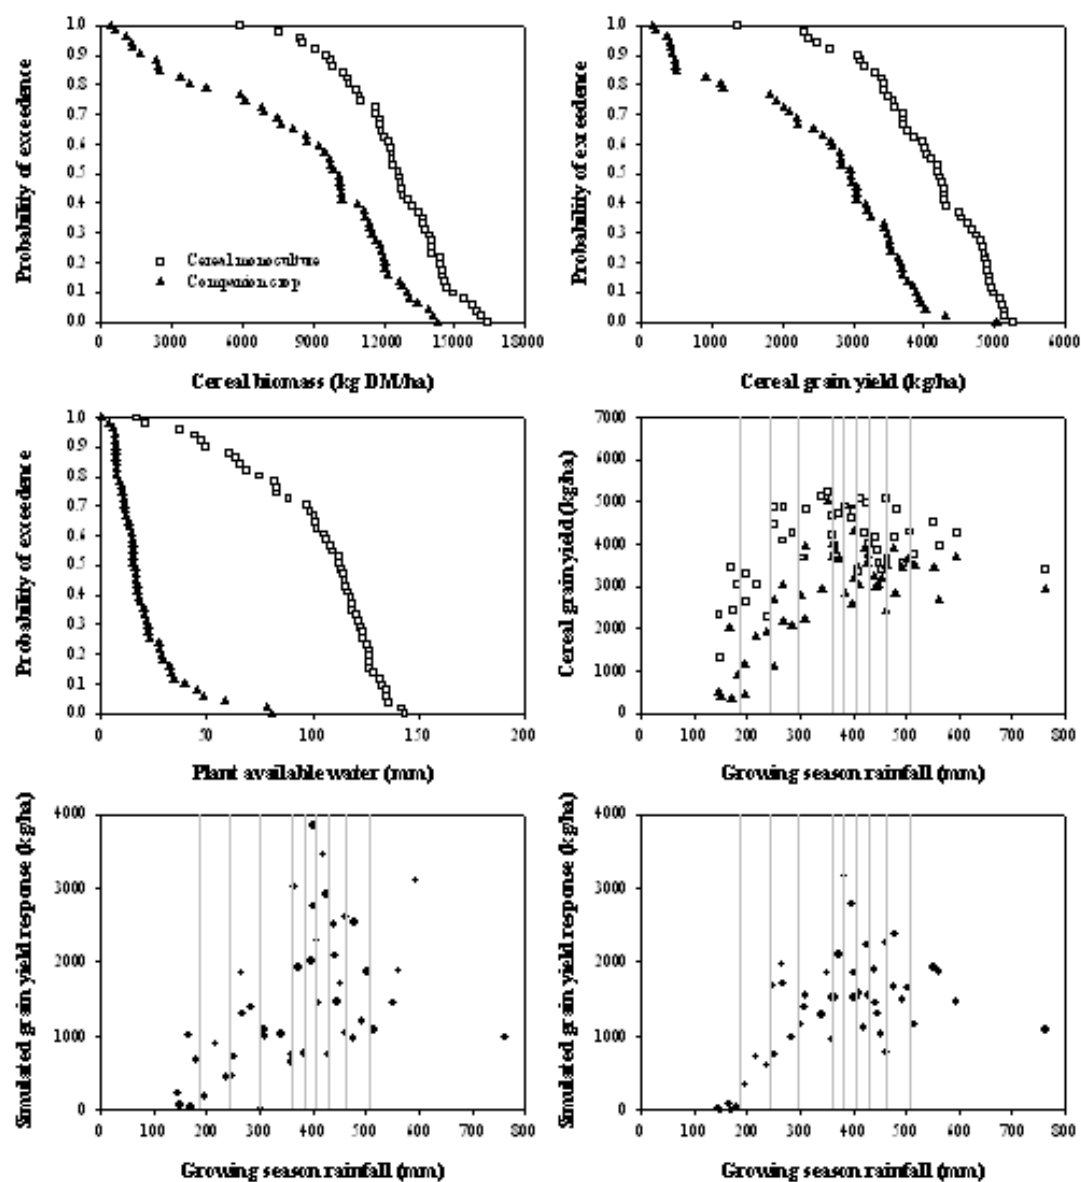 1.0
0.9
0.8
0.7
0.6
0.5
0.4
0.3
0.2
0.1
0.0
Probability of exceedence
Cereal monoculture
Companion crop
0 3000 6000 9000 12000 15000 18000
Cereal biomass (kg DM/ha)
1.0
0.9
0.8
0.7
0.6
0.5
0.4
0.3
0.2
0.1
0.0
Probability of exceedence
0 1000 2000 3000 4000 5000 6000
Cereal grain yield (kg/ha)
1.0
0.9
0.8
0.7
0.6
0.5
0.4
0.3
0.2
0.1
0.0
Probability of exceedence
0 50 100 150 200
Plant available water (mm)
7000
6000
5000
4000
3000
2000
1000
0
Cereal grain yield (kg/ha)
0 100 200 300 400 500 600 700 800
Growing season rainfall (mm)
4000
3000
2000
1000
0
Simulated grain yield response (kg/ha)
0 100 200 300 400 500 600 700 800
Growing season rainfall (mm)
4000
3000
2000
1000
0
Simulated grain yield response (kg/ha)
0 100 200 300 400 500 600 700 800
Growing season rainfall (mm)